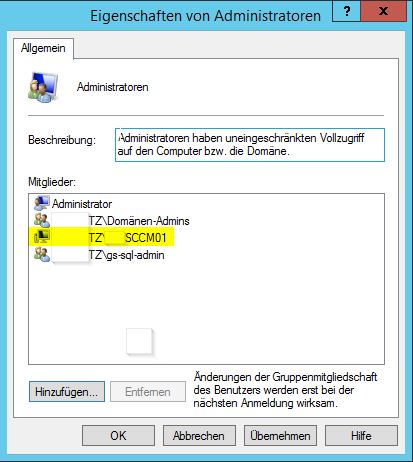 Eigenschaften von Administratoren
? x
Allgemein
Administratoren
Beschreibung:
Administratoren haben uneingeschränkten Vollzugriff
auf den Computer bzw. die Domäne.
Mitglieder:
Administrator
TZ\Domänen-Admins
TZ\ SCCM01
TZ\gs-sql-admin
Hinzufügen...
Entfernen
Änderungen der Gruppenmitgliedschaft
des Benutzers werden erst bei der
nächsten Anmeldung wirksam.
OK
Abbrechen
Übernehmen
Hilfe